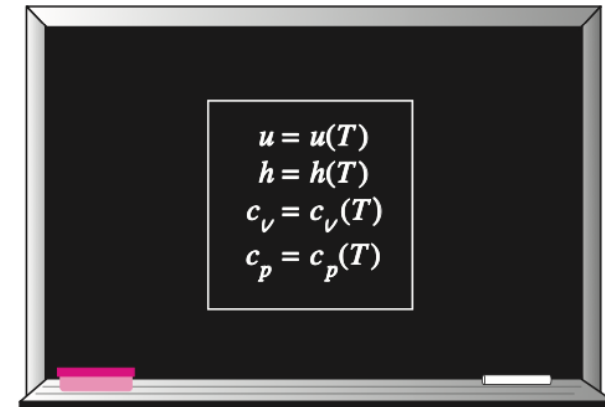 u = u(T)
h = h(T)
c_v = c_v(T)
c_p = c_p(T)